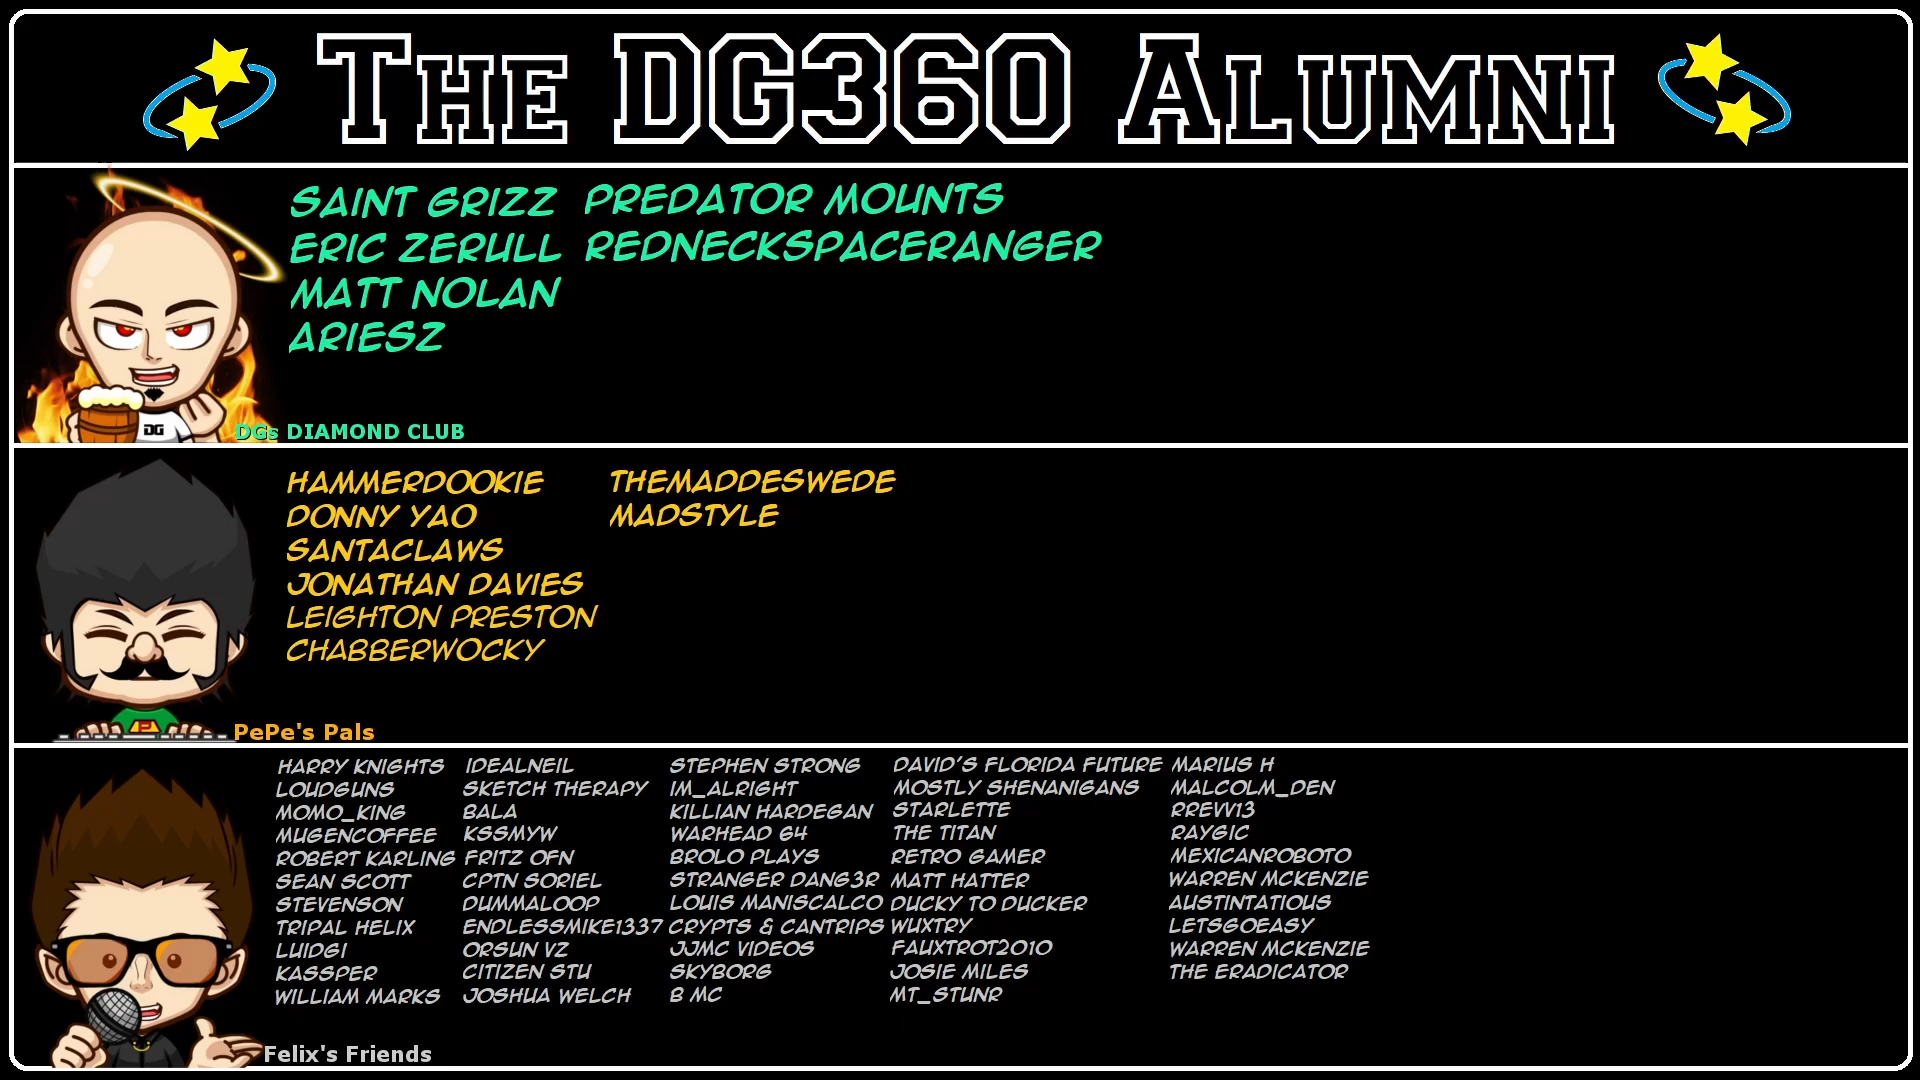 THE DG360 ALUMNI
SAINT GRIZZ
ERIC ZERULL
MATT NOLAN
ARIESZ
PREDATOR MOUNTS
REDNECKSPACERANGER
DG
DGs DIAMOND CLUB
HAMMERDOOKIE
DONNY YAO
SANTACLAWS
JONATHAN DAVIES
LEIGHTON PRESTON
CHABBERWOCKY
THEMADDESWEDE
MADSTYLE
PePe's Pals
HARRY KNIGHTS
LOUDGUNS
MOMO_KING
MUGENCOFFEE
ROBERT KARLING
SEAN SCOTT
STEVENSON
TRIPAL HELIX
LUIDGI
KASSPER
WILLIAM MARKS
IDEALNEIL
SKETCH THERAPY
BALA
KSSMYW
FRITZ OFN
CPTN SORIEL
DUMMALOOP
ENDLESSMIKE1337
ORSUN VZ
CITIZEN STU
JOSHUA WELCH
STEPHEN STRONG
IM_ALRIGHT
KILLIAN HARDEGAN
WARHEAD 64
BROLO PLAYS
STRANGER DANG3R
LOUIS MANISCALCO
CRYPTS & CANTRIPS
JJMC VIDEOS
SKYBORG
B MC
DAVID'S FLORIDA FUTURE
MOSTLY SHENANIGANS
STARLETTE
THE TITAN
RETRO GAMER
MATT HATTER
DUCKY TO DUCKER
WUXTRY
FAUXTROT2010
JOSIE MILES
MT_STUNR
MARIUS H
MALCOLM_DEN
RREVV13
RAYGIC
MEXICANROBOTO
WARREN MCKENZIE
AUSTINTATIOUS
LETSGOEASY
WARREN MCKENZIE
THE ERADICATOR
Felix's Friends